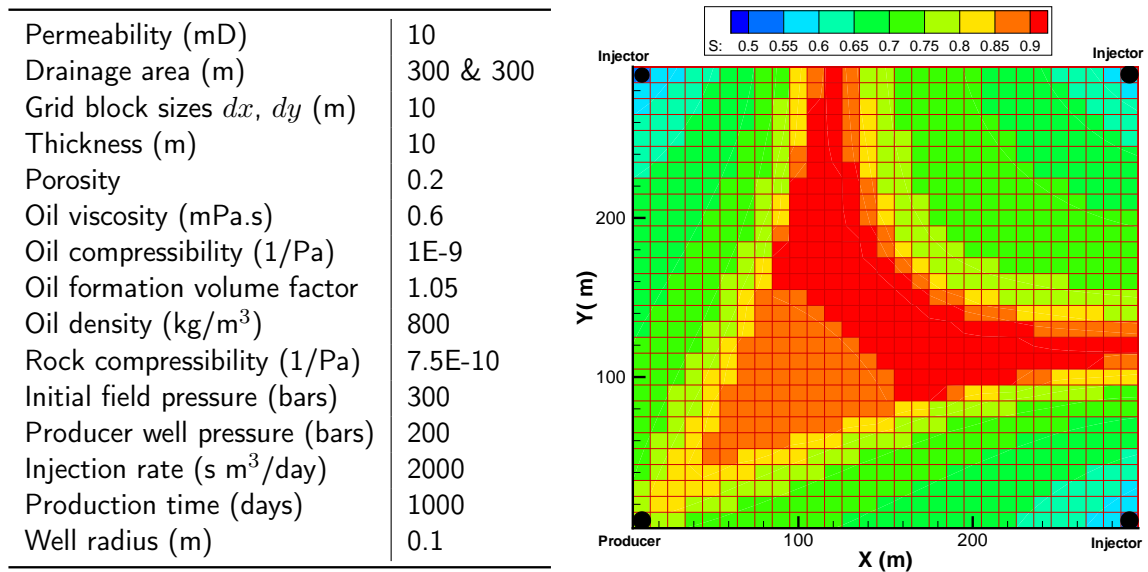 Permeability (mD) 10
Drainage area (m) 300 & 300
Grid block sizes dx, dy (m) 10
Thickness (m) 10
Porosity 0.2
Oil viscosity (mPa.s) 0.6
Oil compressibility (1/Pa) 1E-9
Oil formation volume factor 1.05
Oil density (kg/m³) 800
Rock compressibility (1/Pa) 7.5E-10
Initial field pressure (bars) 300
Producer well pressure (bars) 200
Injection rate (s m³/day) 2000
Production time (days) 1000
Well radius (m) 0.1
S: 0.5 0.55 0.6 0.65 0.7 0.75 0.8 0.85 0.9
Injector Injector
200
Y( m)
100
Producer 100 200 Injector
X (m)